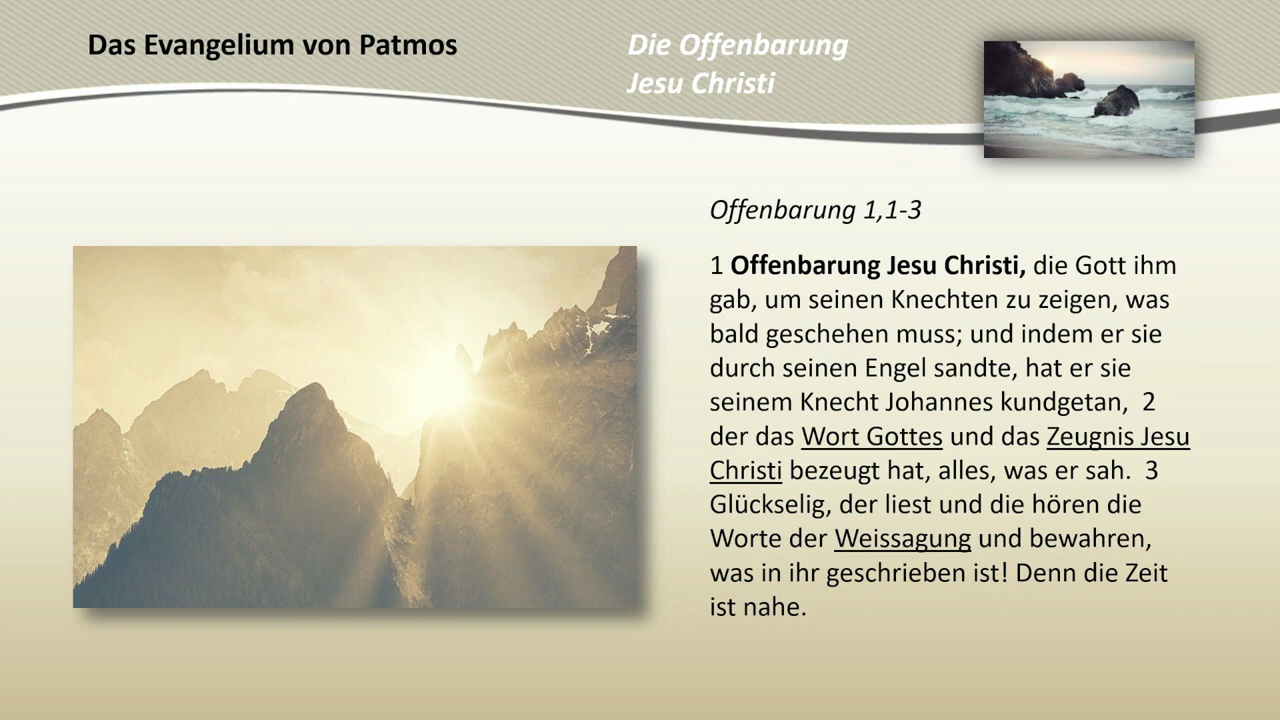 Das Evangelium von Patmos
Die Offenbarung
Jesu Christi
Offenbarung 1,1-3
1 Offenbarung Jesu Christi, die Gott ihm
gab, um seinen Knechten zu zeigen, was
bald geschehen muss; und indem er sie
durch seinen Engel sandte, hat er sie
seinem Knecht Johannes kundgetan,  2
der das Wort Gottes und das Zeugnis Jesu
Christi bezeugt hat, alles, was er sah.  3
Glückselig, der liest und die hören die
Worte der Weissagung und bewahren,
was in ihr geschrieben ist! Denn die Zeit
ist nahe.